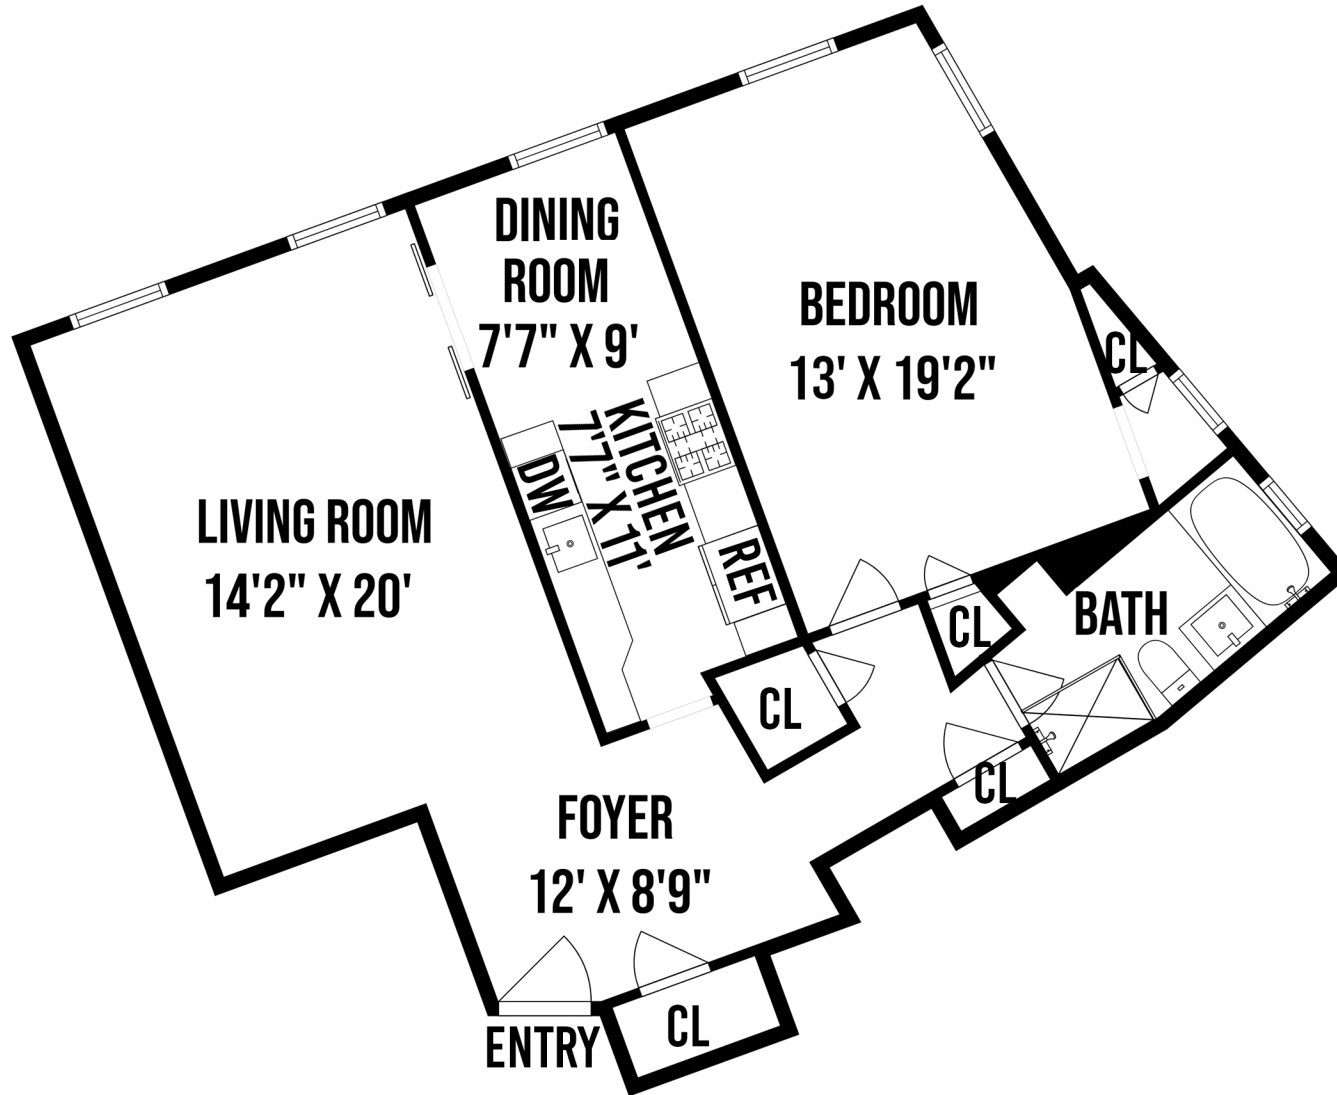 DINING
ROOM
7'7" X 9'
BEDROOM
13' X 19'2"
CL
KITCHEN
7'7" X 11'
DW
REF
LIVING ROOM
14'2" X 20'
BATH
CL
CL
CL
FOYER
12' X 8'9"
ENTRY
CL